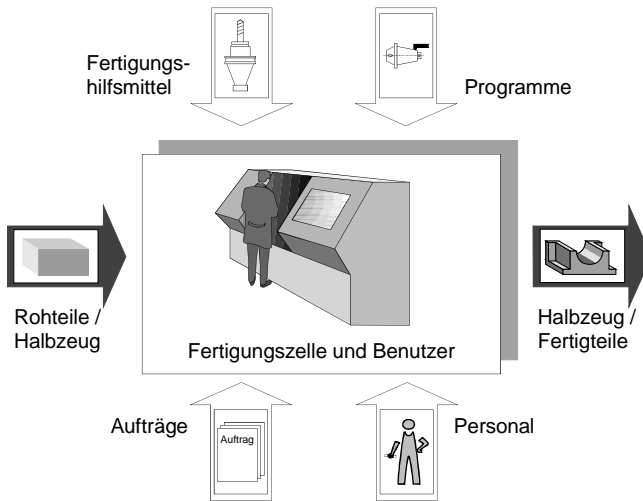 Fertigungs-
hilfsmittel
Programme
Rohteile /
Halbzeug
Fertigungszelle und Benutzer
Halbzeug /
Fertigteile
Aufträge
Auftrag
Personal